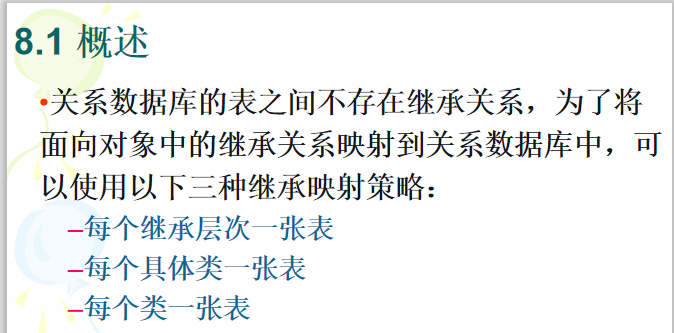 8.1 概述
•关系数据库的表之间不存在继承关系，为了将
面向对象中的继承关系映射到关系数据库中，可
以使用以下三种继承映射策略：
–每个继承层次一张表
–每个具体类一张表
–每个类一张表